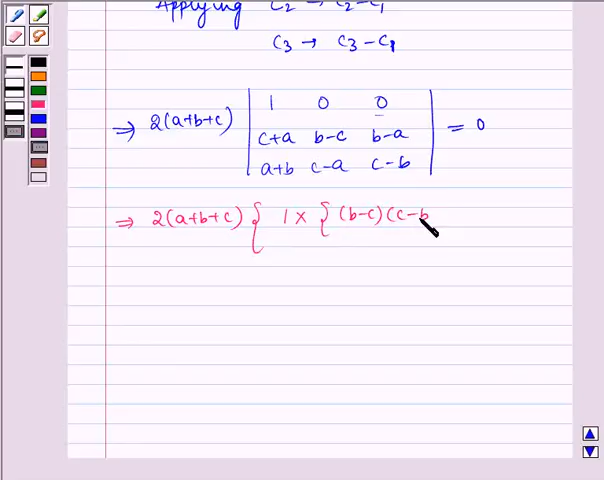 Applying C₂ → C₂-C₁
C₃ → C₃-C₁
⇒ 2(a+b+c) | 1 0 0 |
| c+a b-c b-a | = 0
| a+b c-a c-b |
⇒ 2(a+b+c) { 1 × { (b-c)(c-b